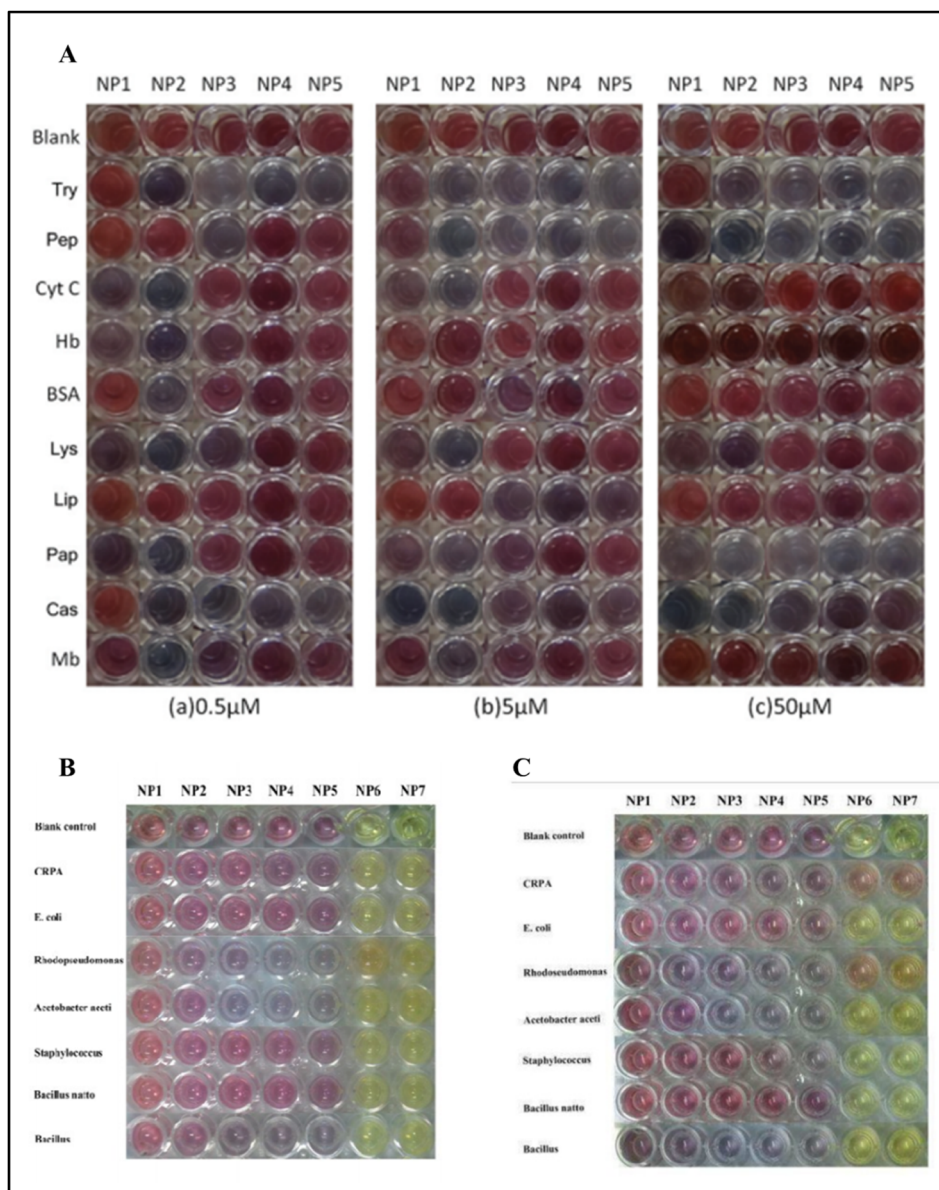 A
NP1 NP2 NP3 NP4 NP5 NP1 NP2 NP3 NP4 NP5 NP1 NP2 NP3 NP4 NP5
Blank
Try
Pep
Cyt C
Hb
BSA
Lys
Lip
Pap
Cas
Mb
(a)0.5μM (b)5μM (c)50μM
B
NP1 NP2 NP3 NP4 NP5 NP6 NP7
Blank control
CRPA
E. coli
Rhodopseudomonas
Acetobacter aceti
Staphylococcus
Bacillus natto
Bacillus
C
NP1 NP2 NP3 NP4 NP5 NP6 NP7
Blank control
CRPA
E. coli
Rhodoseudomonas
Acetobacter aceti
Staphylococcus
Bacillus natto
Bacillus